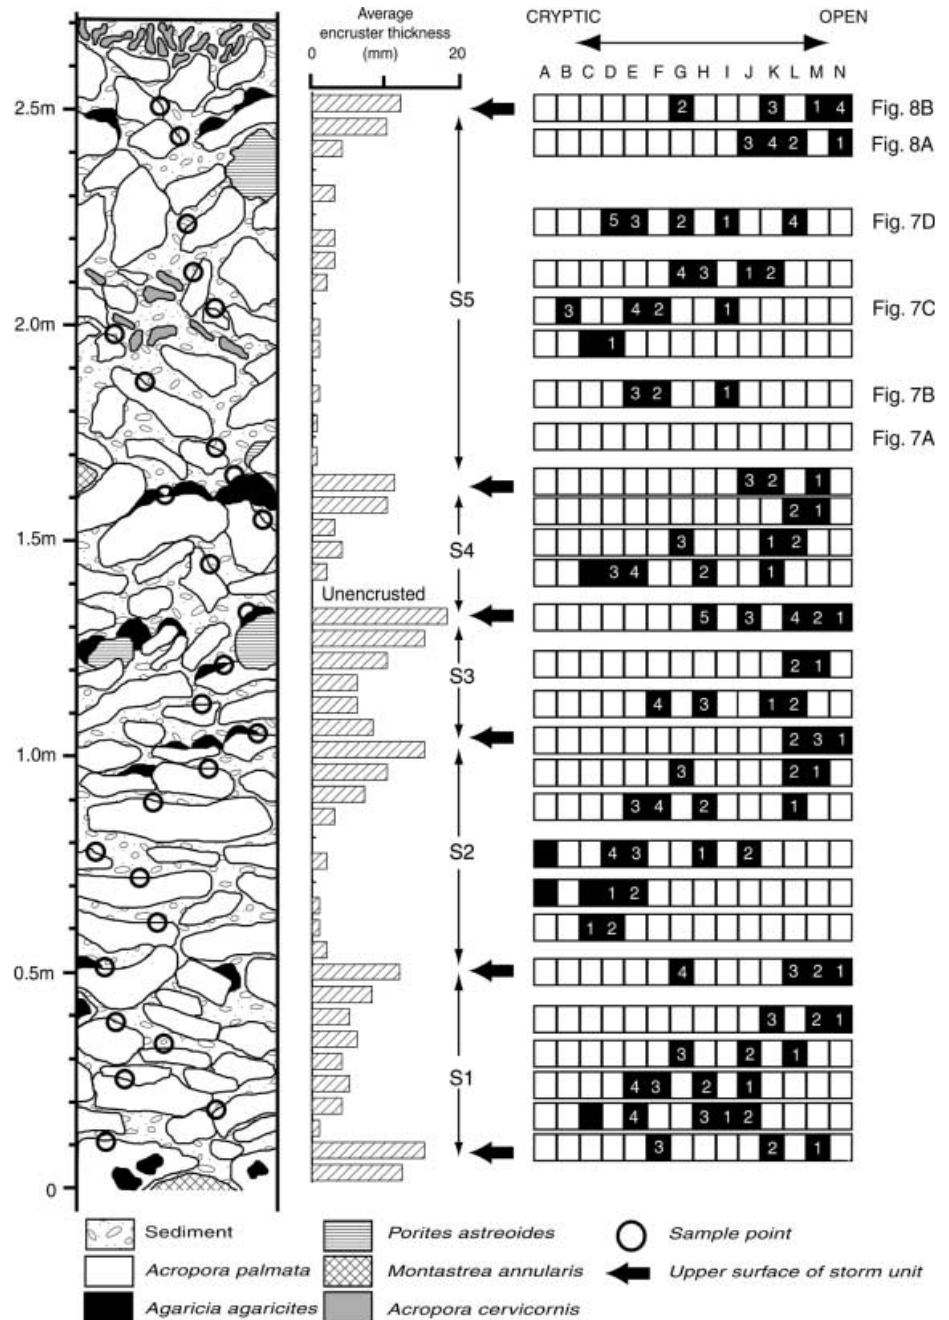 Average
encruster thickness
(mm)
0 20
CRYPTIC OPEN
A B C D E F G H I J K L M N
2.5m
2 3 1 4 Fig. 8B
3 4 2 1 Fig. 8A
5 3 2 1 4 Fig. 7D
4 3 1 2
S5
3 4 2 1 Fig. 7C
2.0m
1
3 2 1 Fig. 7B
Fig. 7A
3 2 1
2 1
1.5m
S4
3 1 2
3 4 2 1
Unencrusted
5 3 4 2 1
2 1
S3
4 3 1 2
1.0m
2 3 1
3 2 1
3 4 2 1
S2
4 3 1 2
1 2
1 2
0.5m
4 3 2 1
3 2 1
3 2 1
S1
4 3 2 1
4 3 1 2
3 2 1
0
Sediment Porites astreoides Sample point
Acropora palmata Montastrea annularis Upper surface of storm unit
Agaricia agaricites Acropora cervicornis